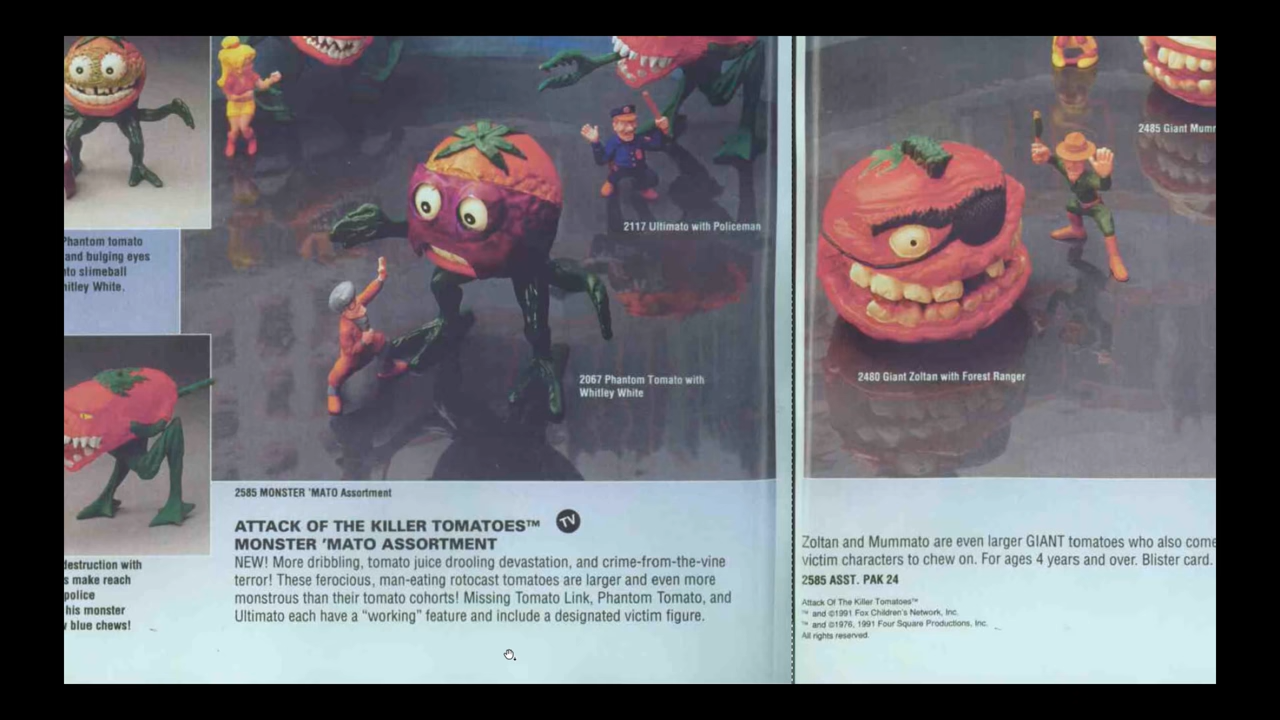 Phantom tomato
and bulging eyes
slimeball
White.
destruction with
make reach
police
his monster
blue chews!
2117 Ultimato with Policeman
2067 Phantom Tomato with
Whitley White
2585 MONSTER 'MATO Assortment
ATTACK OF THE KILLER TOMATOES™ TV
MONSTER 'MATO ASSORTMENT
NEW! More dribbling, tomato juice drooling devastation, and crime-from-the-vine
terror! These ferocious, man-eating rotocast tomatoes are larger and even more
monstrous than their tomato cohorts! Missing Tomato Link, Phantom Tomato, and
Ultimato each have a "working" feature and include a designated victim figure.
2485 Giant
2480 Giant Zoltan with Forest Ranger
Zoltan and Mummato are even larger GIANT tomatoes who also come
victim characters to chew on. For ages 4 years and over. Blister card.
2585 ASST. PAK 24
Attack Of The Killer Tomatoes™
™ and ©1991 Fox Children's Network, Inc.
™ and ©1976, 1991 Four Square Productions, Inc.
All rights reserved.